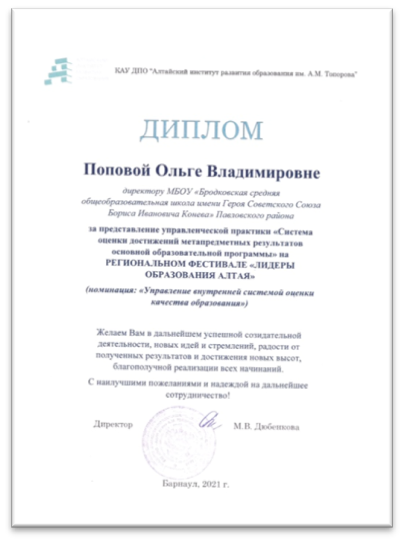 КАУ ДПО "Алтайский институт развития образования им. А.М. Топорова"
ДИПЛОМ
Поповой Ольге Владимировне
директору МБОУ «Бродковская средняя
общеобразовательная школа имени Героя Советского Союза
Бориса Ивановича Конева» Павловского района
за представление управленческой практики «Система
оценки достижений метапредметных результатов
основной образовательной программы» на
РЕГИОНАЛЬНОМ ФЕСТИВАЛЕ «ЛИДЕРЫ
ОБРАЗОВАНИЯ АЛТАЯ»
(номинация: «Управление внутренней системой оценки
качества образования»)
Желаем Вам в дальнейшем успешной созидательной
деятельности, новых идей и стремлений, радости от
полученных результатов и достижения новых высот,
благополучной реализации всех начинаний.
С наилучшими пожеланиями и надеждой на дальнейшее
сотрудничество!
Директор М.В. Дюбенкова
Барнаул, 2021 г.